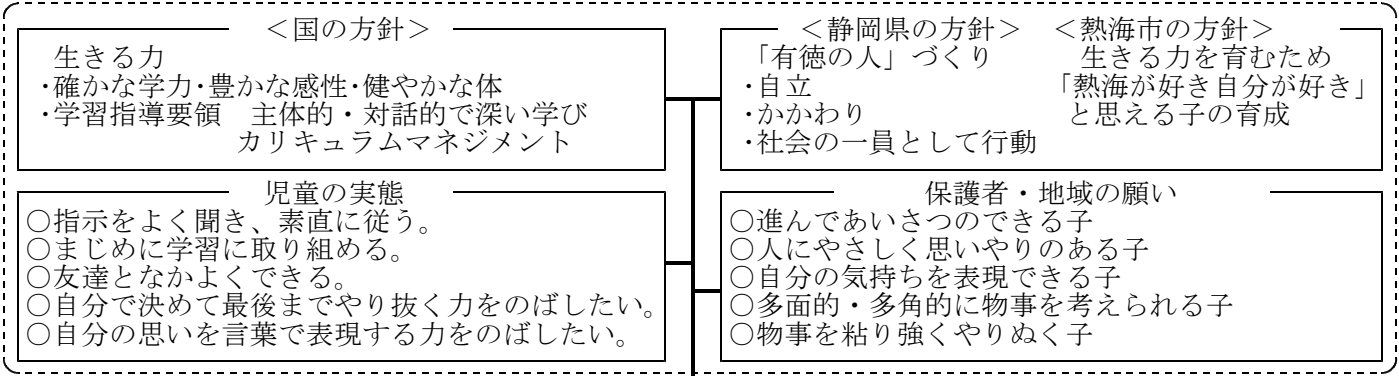 ＜国の方針＞
生きる力
・確かな学力・豊かな感性・健やかな体
・学習指導要領　主体的・対話的で深い学び
カリキュラムマネジメント
＜静岡県の方針＞
「有徳の人」づくり
・自立
・かかわり
・社会の一員として行動
＜熱海市の方針＞
生きる力を育むため
「熱海が好き自分が好き」
と思える子の育成
児童の実態
○指示をよく聞き、素直に従う。
○まじめに学習に取り組める。
○友達となかよくできる。
○自分で決めて最後までやり抜く力をのばしたい。
○自分の思いを言葉で表現する力をのばしたい。
保護者・地域の願い
○進んであいさつのできる子
○人にやさしく思いやりのある子
○自分の気持ちを表現できる子
○多面的・多角的に物事を考えられる子
○物事を粘り強くやりぬく子